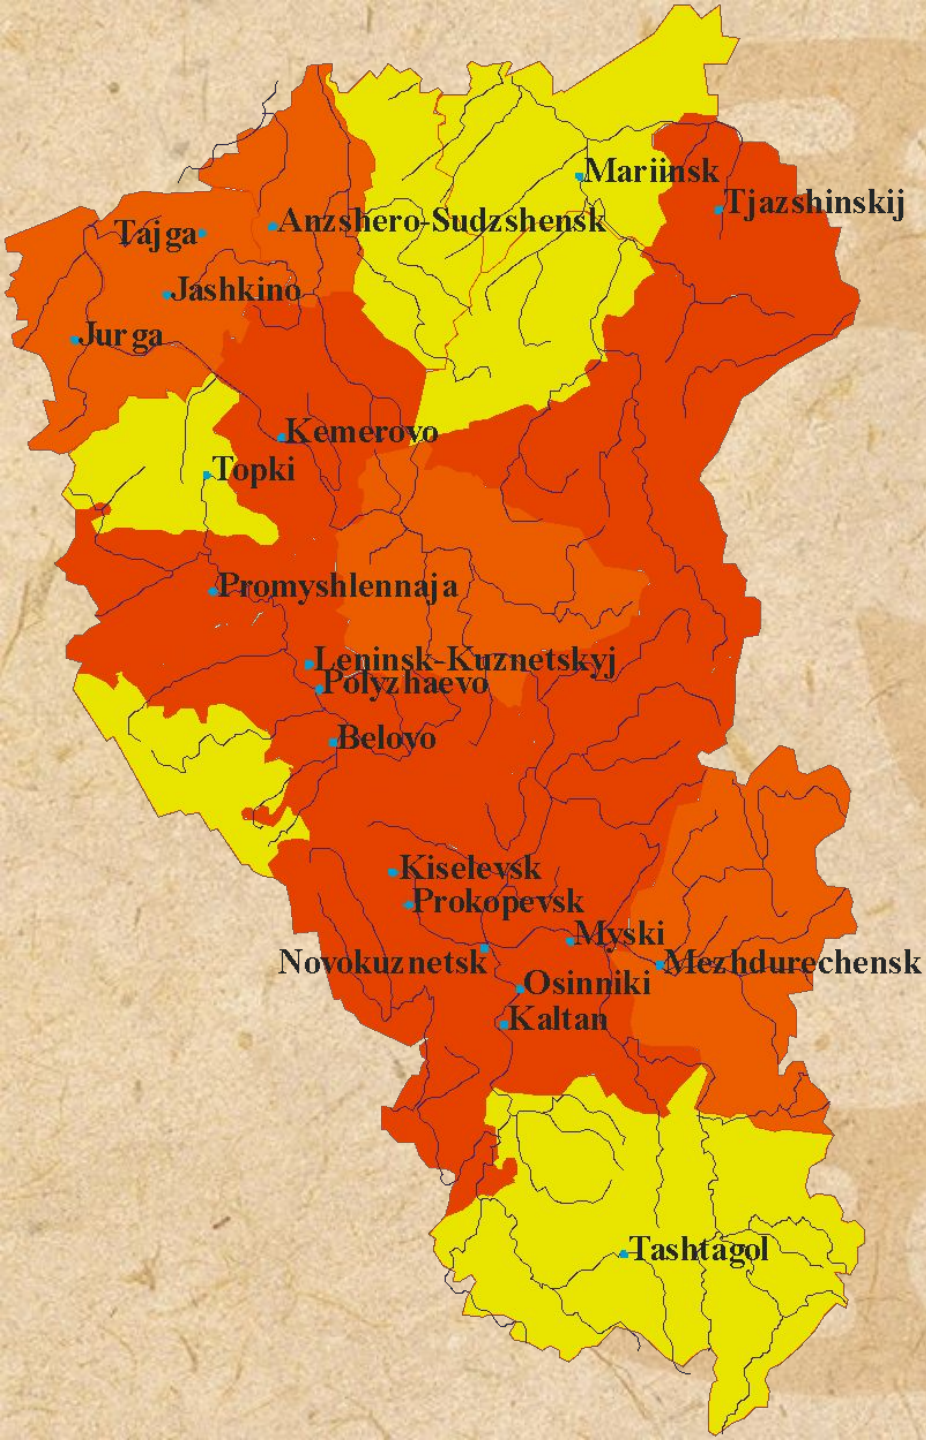 Mariinsk
Tjazshinskij
Anzshero-Sudzshensk
Tajga
Jashkino
Jurga
Kemerovo
Topki
Promyshlennaja
Leninsk-Kuznetskyj
Polyzhaevo
Belovo
Kiselevsk
Prokopevsk
Myski
Novokuznetsk
Mezhdurechensk
Osinniki
Kaltan
Tashtagol